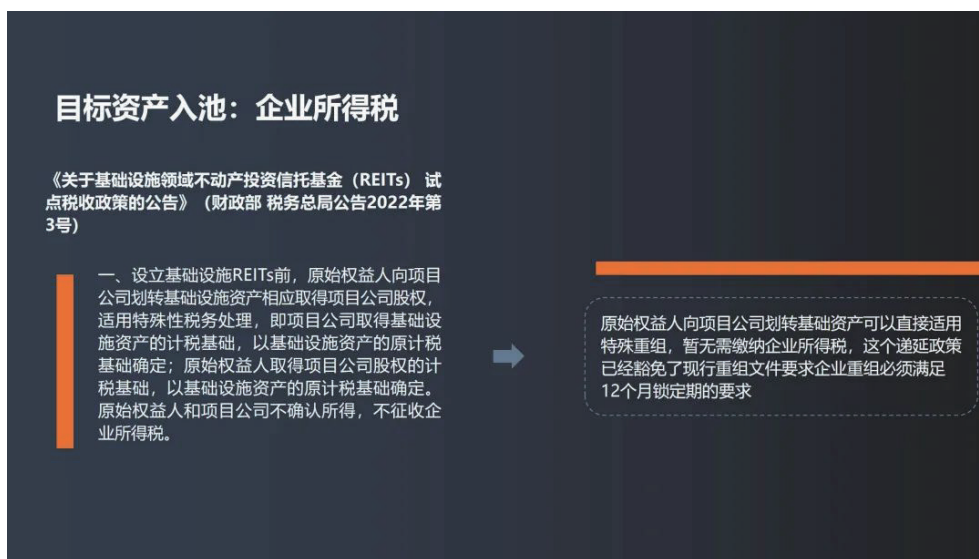 目标资产入池：企业所得税
《关于基础设施领域不动产投资信托基金（REITs） 试
点税收政策的公告》（财政部 税务总局公告2022年第
3号）
一、设立基础设施REITs前，原始权益人向项目
公司划转基础设施资产相应取得项目公司股权，
适用特殊性税务处理，即项目公司取得基础设
施资产的计税基础，以基础设施资产的原计税
基础确定；原始权益人取得项目公司股权的计
税基础，以基础设施资产的原计税基础确定。
原始权益人和项目公司不确认所得，不征收企
业所得税。
原始权益人向项目公司划转基础资产可以直接适用
特殊重组，暂无需缴纳企业所得税，这个递延政策
已经豁免了现行重组文件要求企业重组必须满足
12个月锁定期的要求